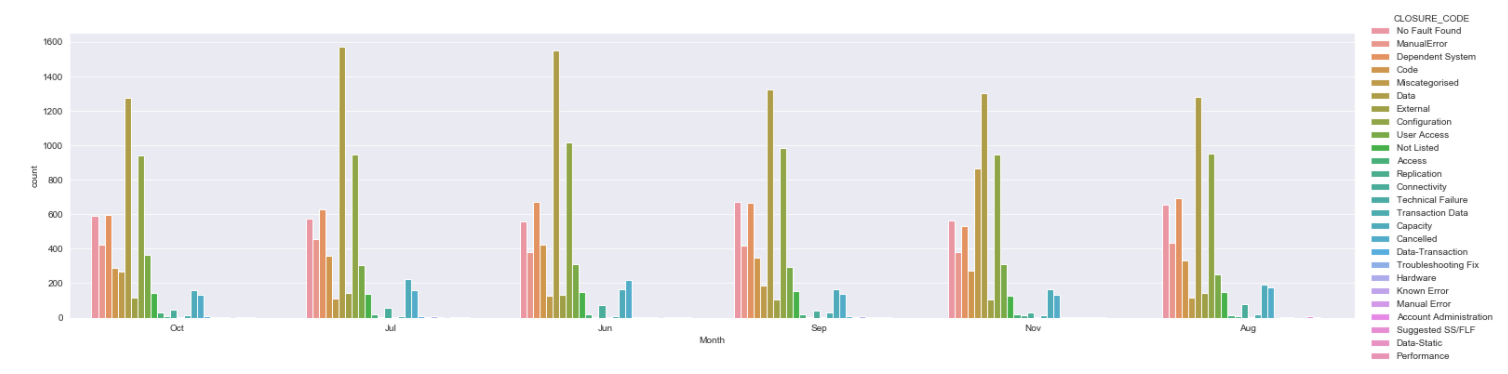 CLOSURE_CODE
No Fault Found
ManualError
Dependent System
Code
Miscategorised
Data
External
Configuration
User Access
Not Listed
Access
Replication
Connectivity
Technical Failure
Transaction Data
Capacity
Cancelled
Data-Transaction
Troubleshooting Fix
Hardware
Known Error
Manual Error
Account Administration
Suggested SS/FLF
Data-Static
Performance
1600
1400
1200
1000
800
600
400
200
0
count
Oct Jul Jun Sep Nov Aug
Month